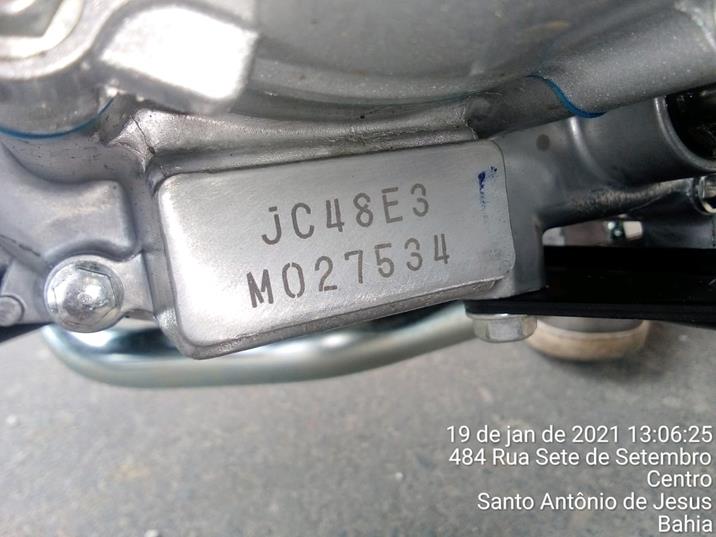 JC48E3
M027534
19 de jan de 2021 13:06:25
484 Rua Sete de Setembro
Centro
Santo Antônio de Jesus
Bahia